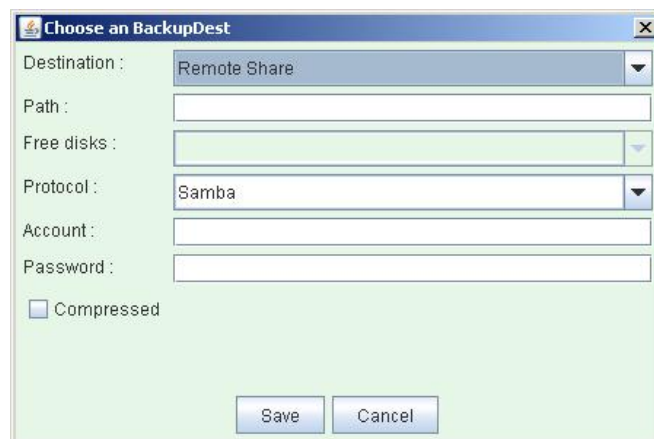 Choose an BackupDest
Destination : Remote Share
Path :
Free disks :
Protocol : Samba
Account :
Password :
Compressed
Save Cancel